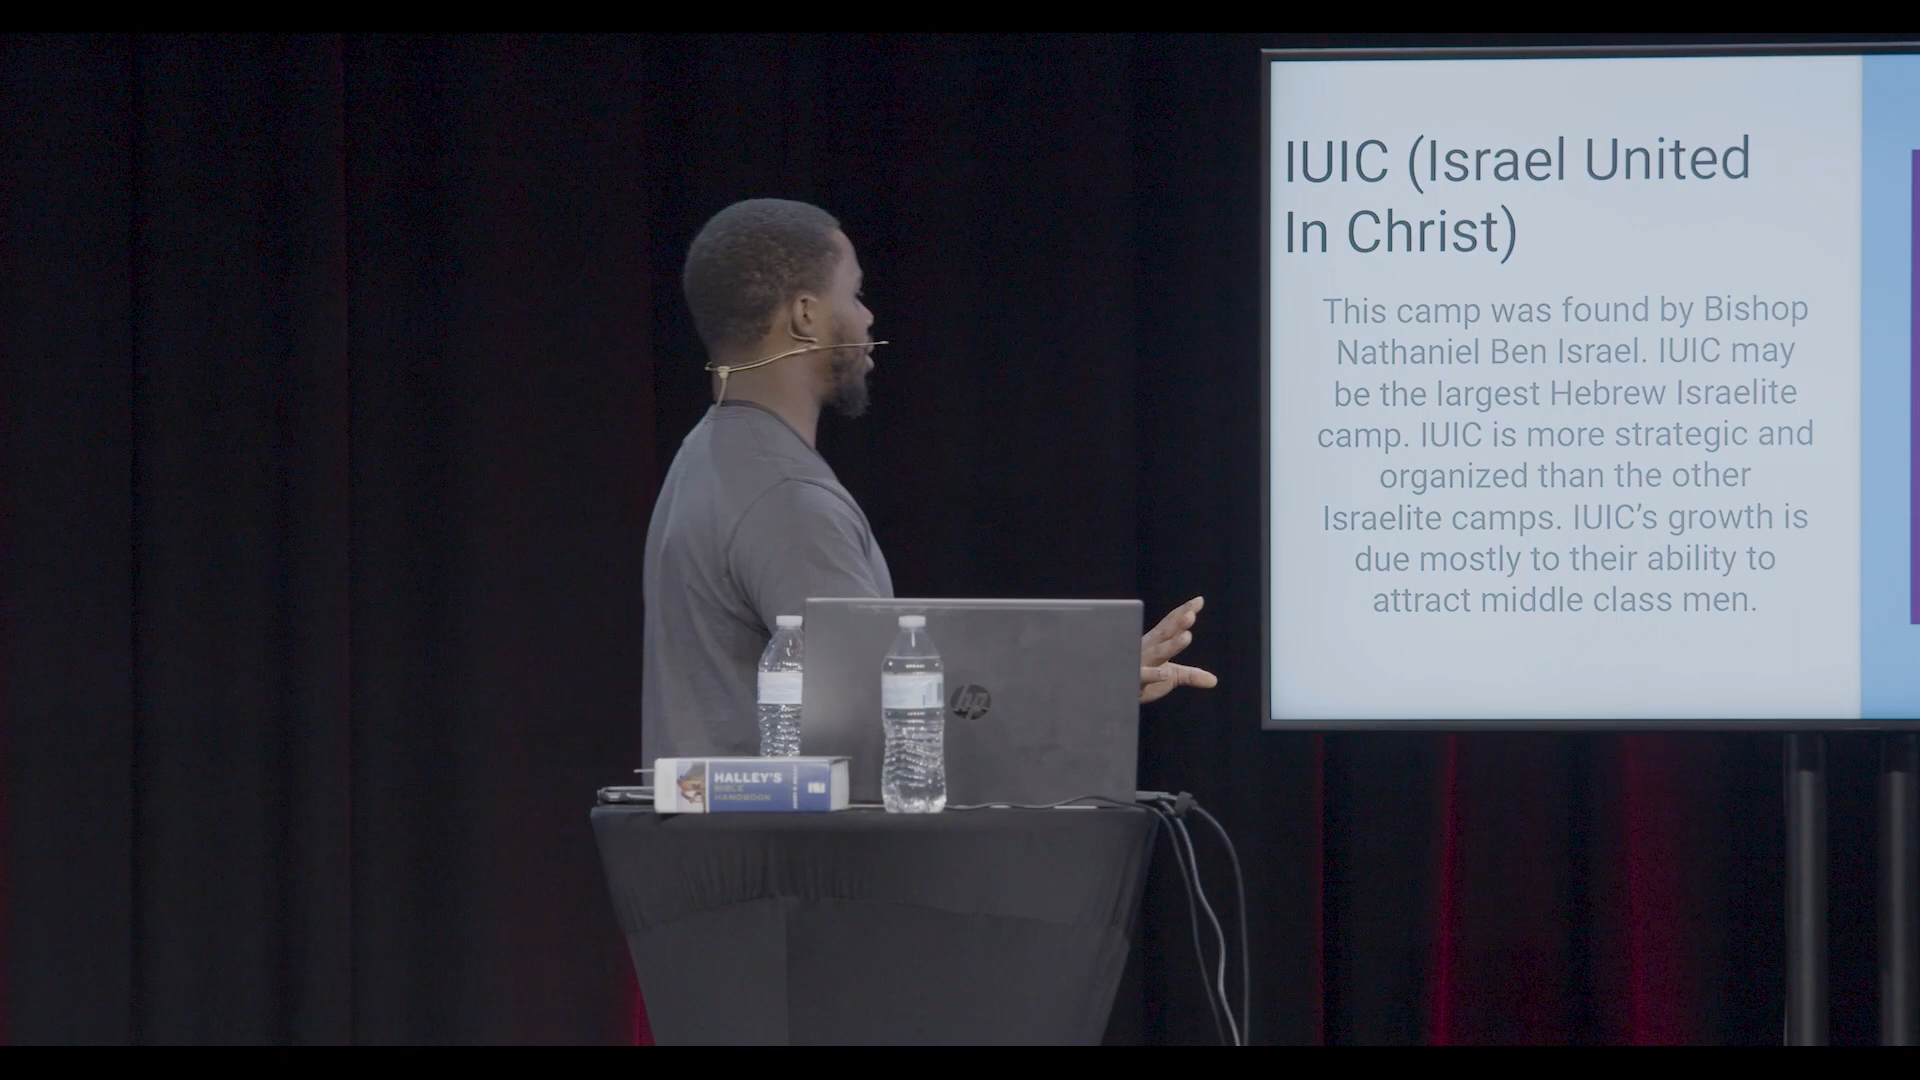 IUIC (Israel United
In Christ)
This camp was found by Bishop
Nathaniel Ben Israel. IUIC may
be the largest Hebrew Israelite
camp. IUIC is more strategic and
organized than the other
Israelite camps. IUIC's growth is
due mostly to their ability to
attract middle class men.
hp
HALLEY'S
BIBLE
HANDBOOK